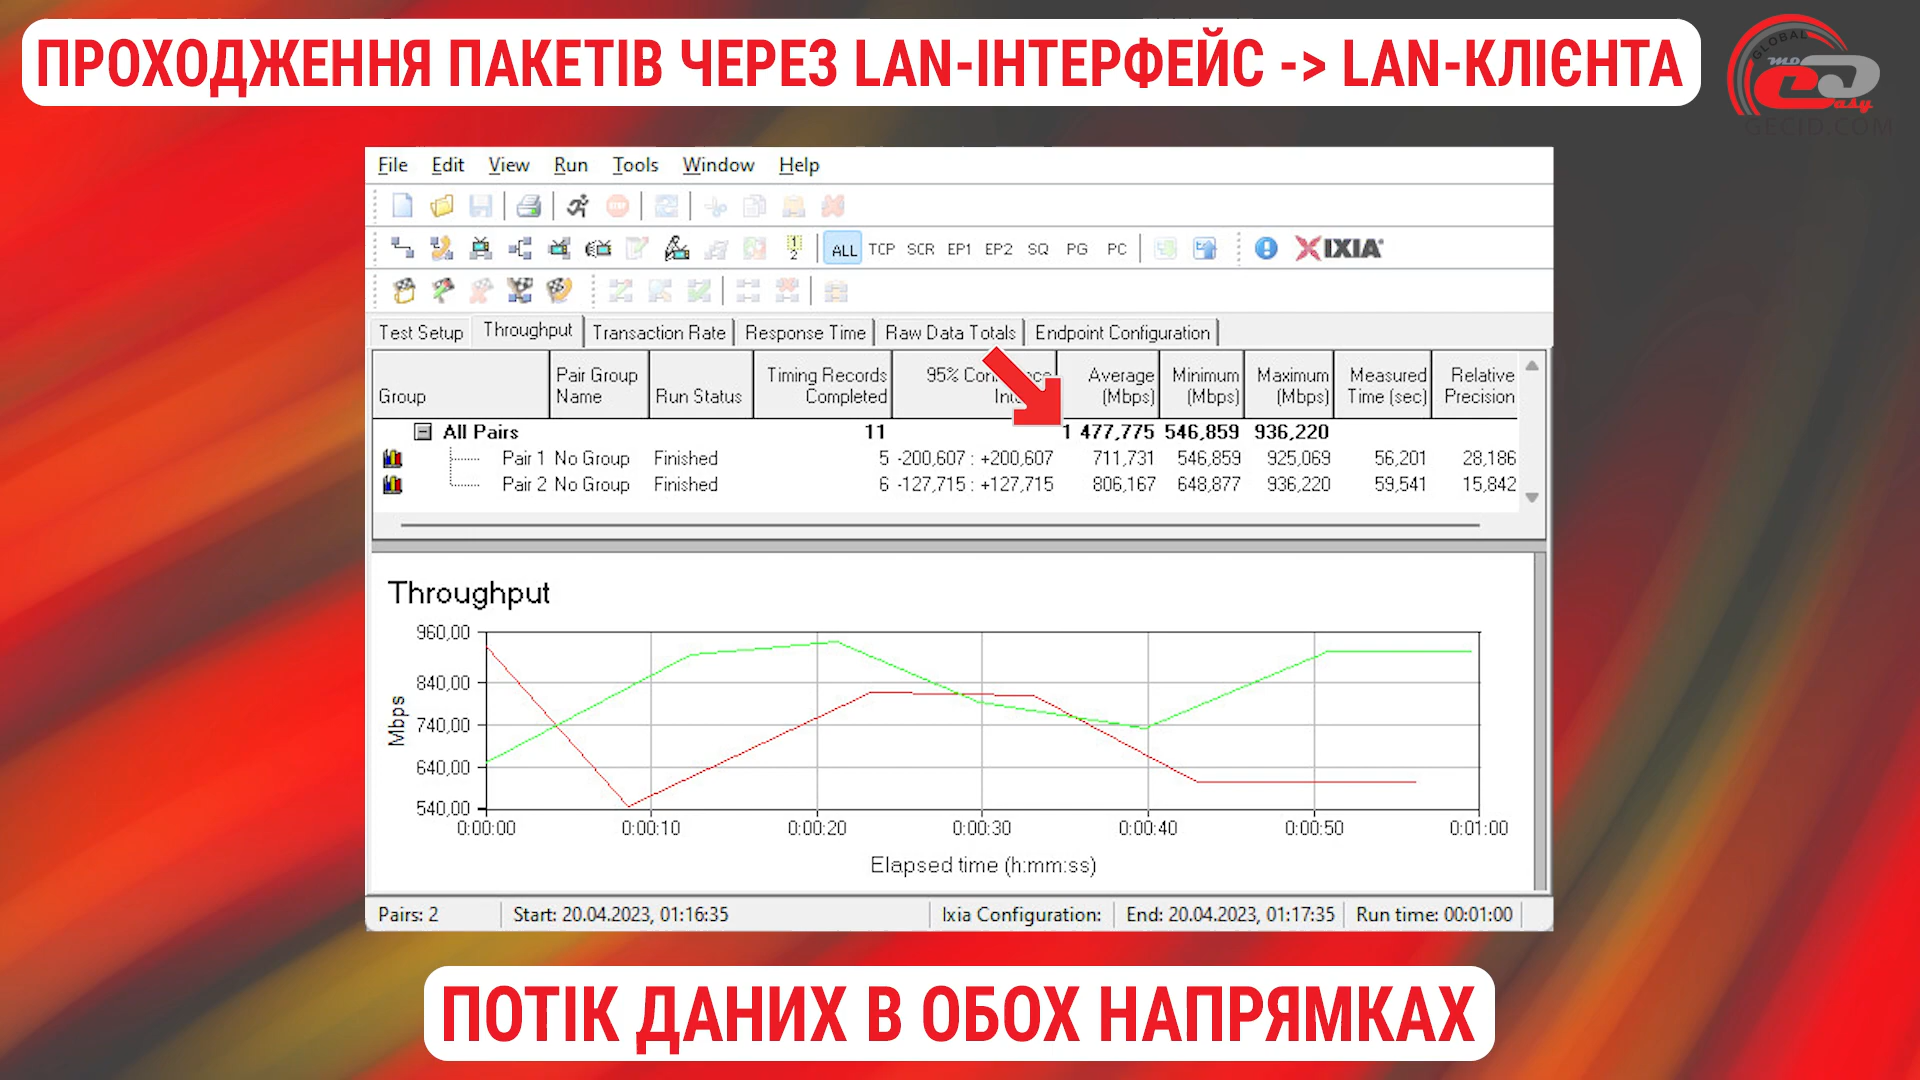 ПРОХОДЖЕННЯ ПАКЕТІВ ЧЕРЕЗ LAN-ІНТЕРФЕЙС -> LAN-КЛІЄНТА
GLOBAL
MO
asy
GECID.COM
File Edit View Run Tools Window Help
ALL TCP SCR EP1 EP2 SQ PG PC IXIA
Test Setup Throughput Transaction Rate Response Time Raw Data Totals Endpoint Configuration
Group Pair Group Name Run Status Timing Records Completed 95% Average (Mbps) Minimum (Mbps) Maximum (Mbps) Measured Time (sec) Relative Precision
All Pairs 11 1 477,775 546,859 936,220
Pair 1 No Group Finished 5 -200,607 : +200,607 711,731 546,859 925,069 56,201 28,186
Pair 2 No Group Finished 6 -127,715 : +127,715 806,167 648,877 936,220 59,541 15,842
Throughput
960,00
840,00
740,00
640,00
540,00
Mbps
0:00:00 0:00:10 0:00:20 0:00:30 0:00:40 0:00:50 0:01:00
Elapsed time (h:mm:ss)
Pairs: 2 Start: 20.04.2023, 01:16:35 Ixia Configuration: End: 20.04.2023, 01:17:35 Run time: 00:01:00
ПОТІК ДАНИХ В ОБОХ НАПРЯМКАХ